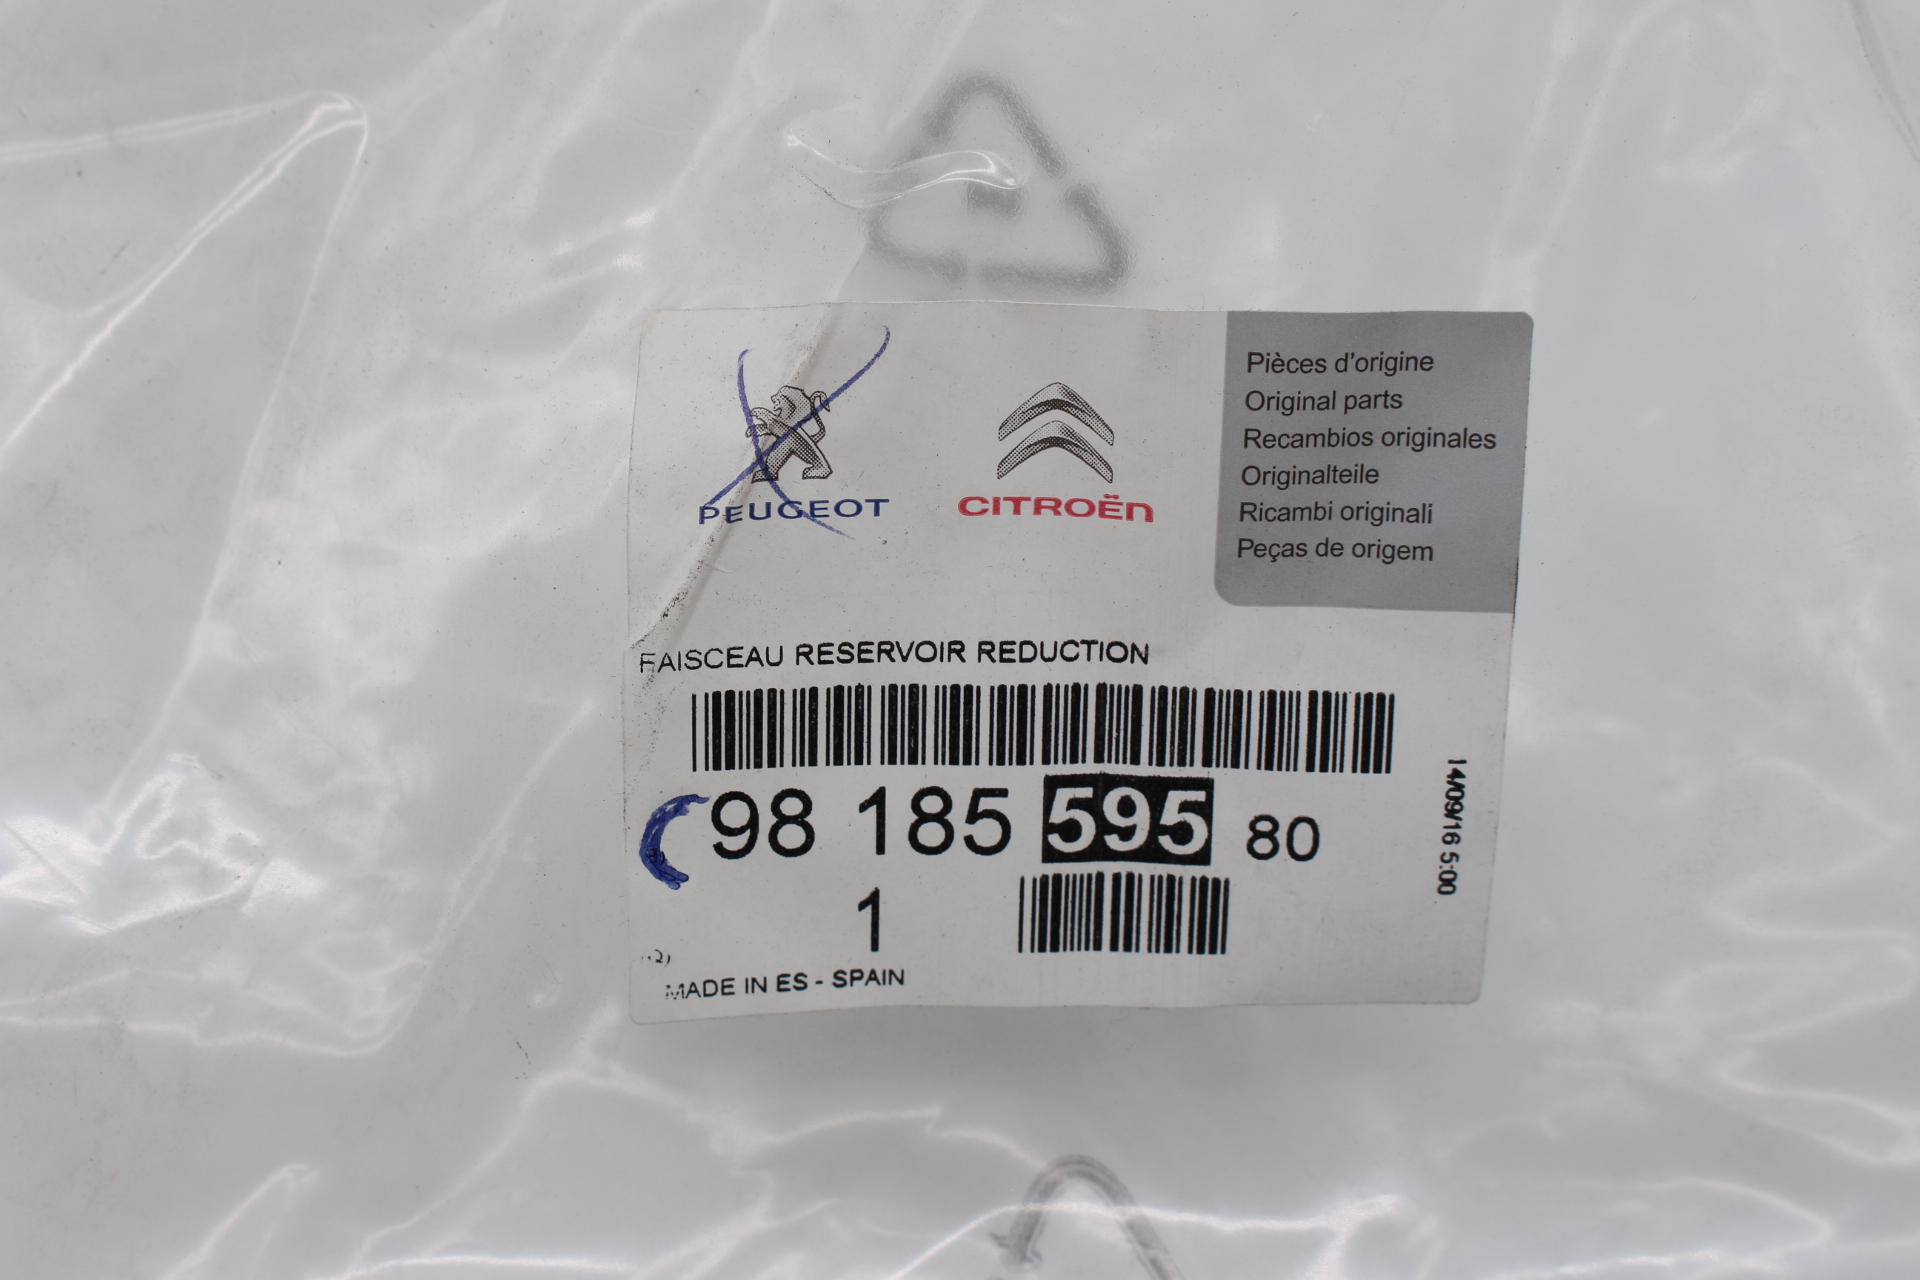 PEUGEOT
CITROËN
Pièces d'origine
Original parts
Recambios originales
Originalteile
Ricambi originali
Peças de origem
FAISCEAU RESERVOIR REDUCTION
98 185 595 80
1
MADE IN ES - SPAIN
14/09/16 5:00